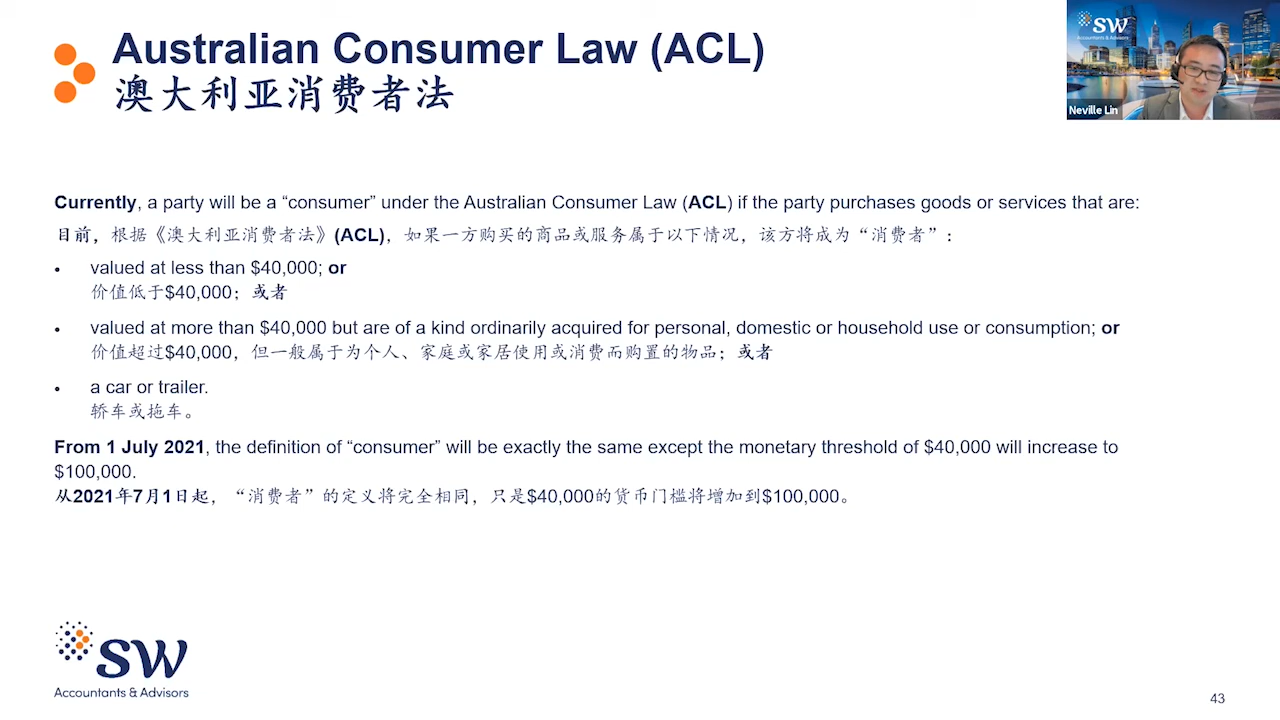 Australian Consumer Law (ACL)
澳大利亚消费者法
SW
Accountants & Advisors
Neville Lin
Currently, a party will be a “consumer” under the Australian Consumer Law (ACL) if the party purchases goods or services that are:
目前，根据《澳大利亚消费者法》(ACL)，如果一方购买的商品或服务属于以下情况，该方将成为“消费者”：
• valued at less than $40,000; or
价值低于$40,000；或者
• valued at more than $40,000 but are of a kind ordinarily acquired for personal, domestic or household use or consumption; or
价值超过$40,000，但一般属于为个人、家庭或家居使用或消费而购置的物品；或者
• a car or trailer.
轿车或拖车。
From 1 July 2021, the definition of “consumer” will be exactly the same except the monetary threshold of $40,000 will increase to
$100,000.
从2021年7月1日起，“消费者”的定义将完全相同，只是$40,000的货币门槛将增加到$100,000。
SW
Accountants & Advisors
43